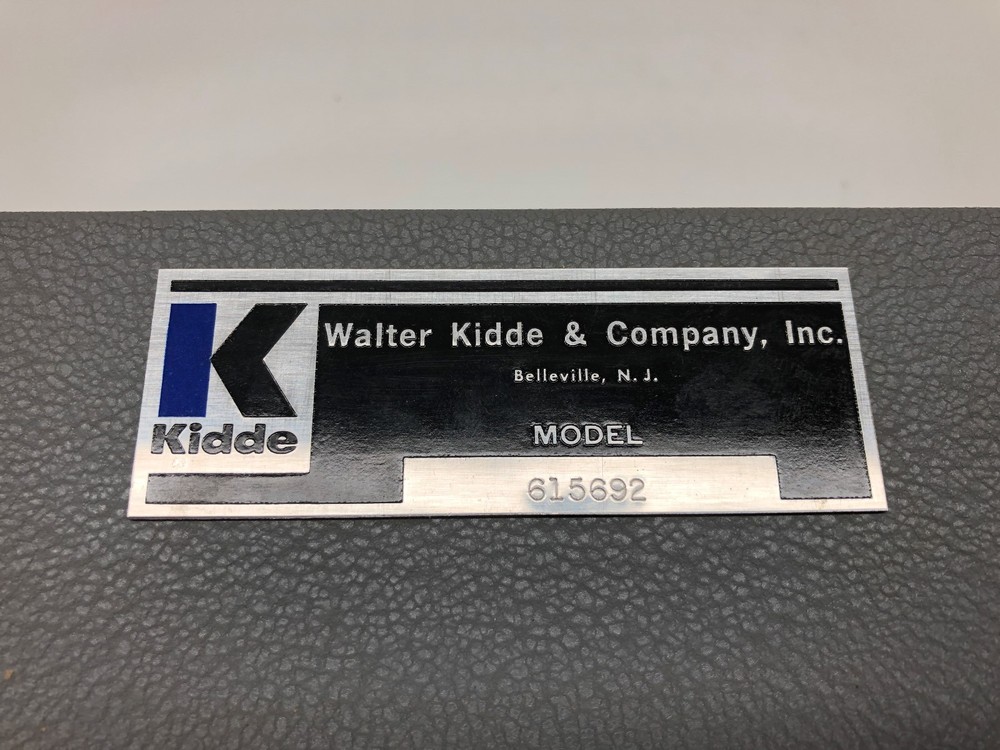 K
Kidde
Walter Kidde & Company, Inc.
Belleville, N. J.
MODEL
615692